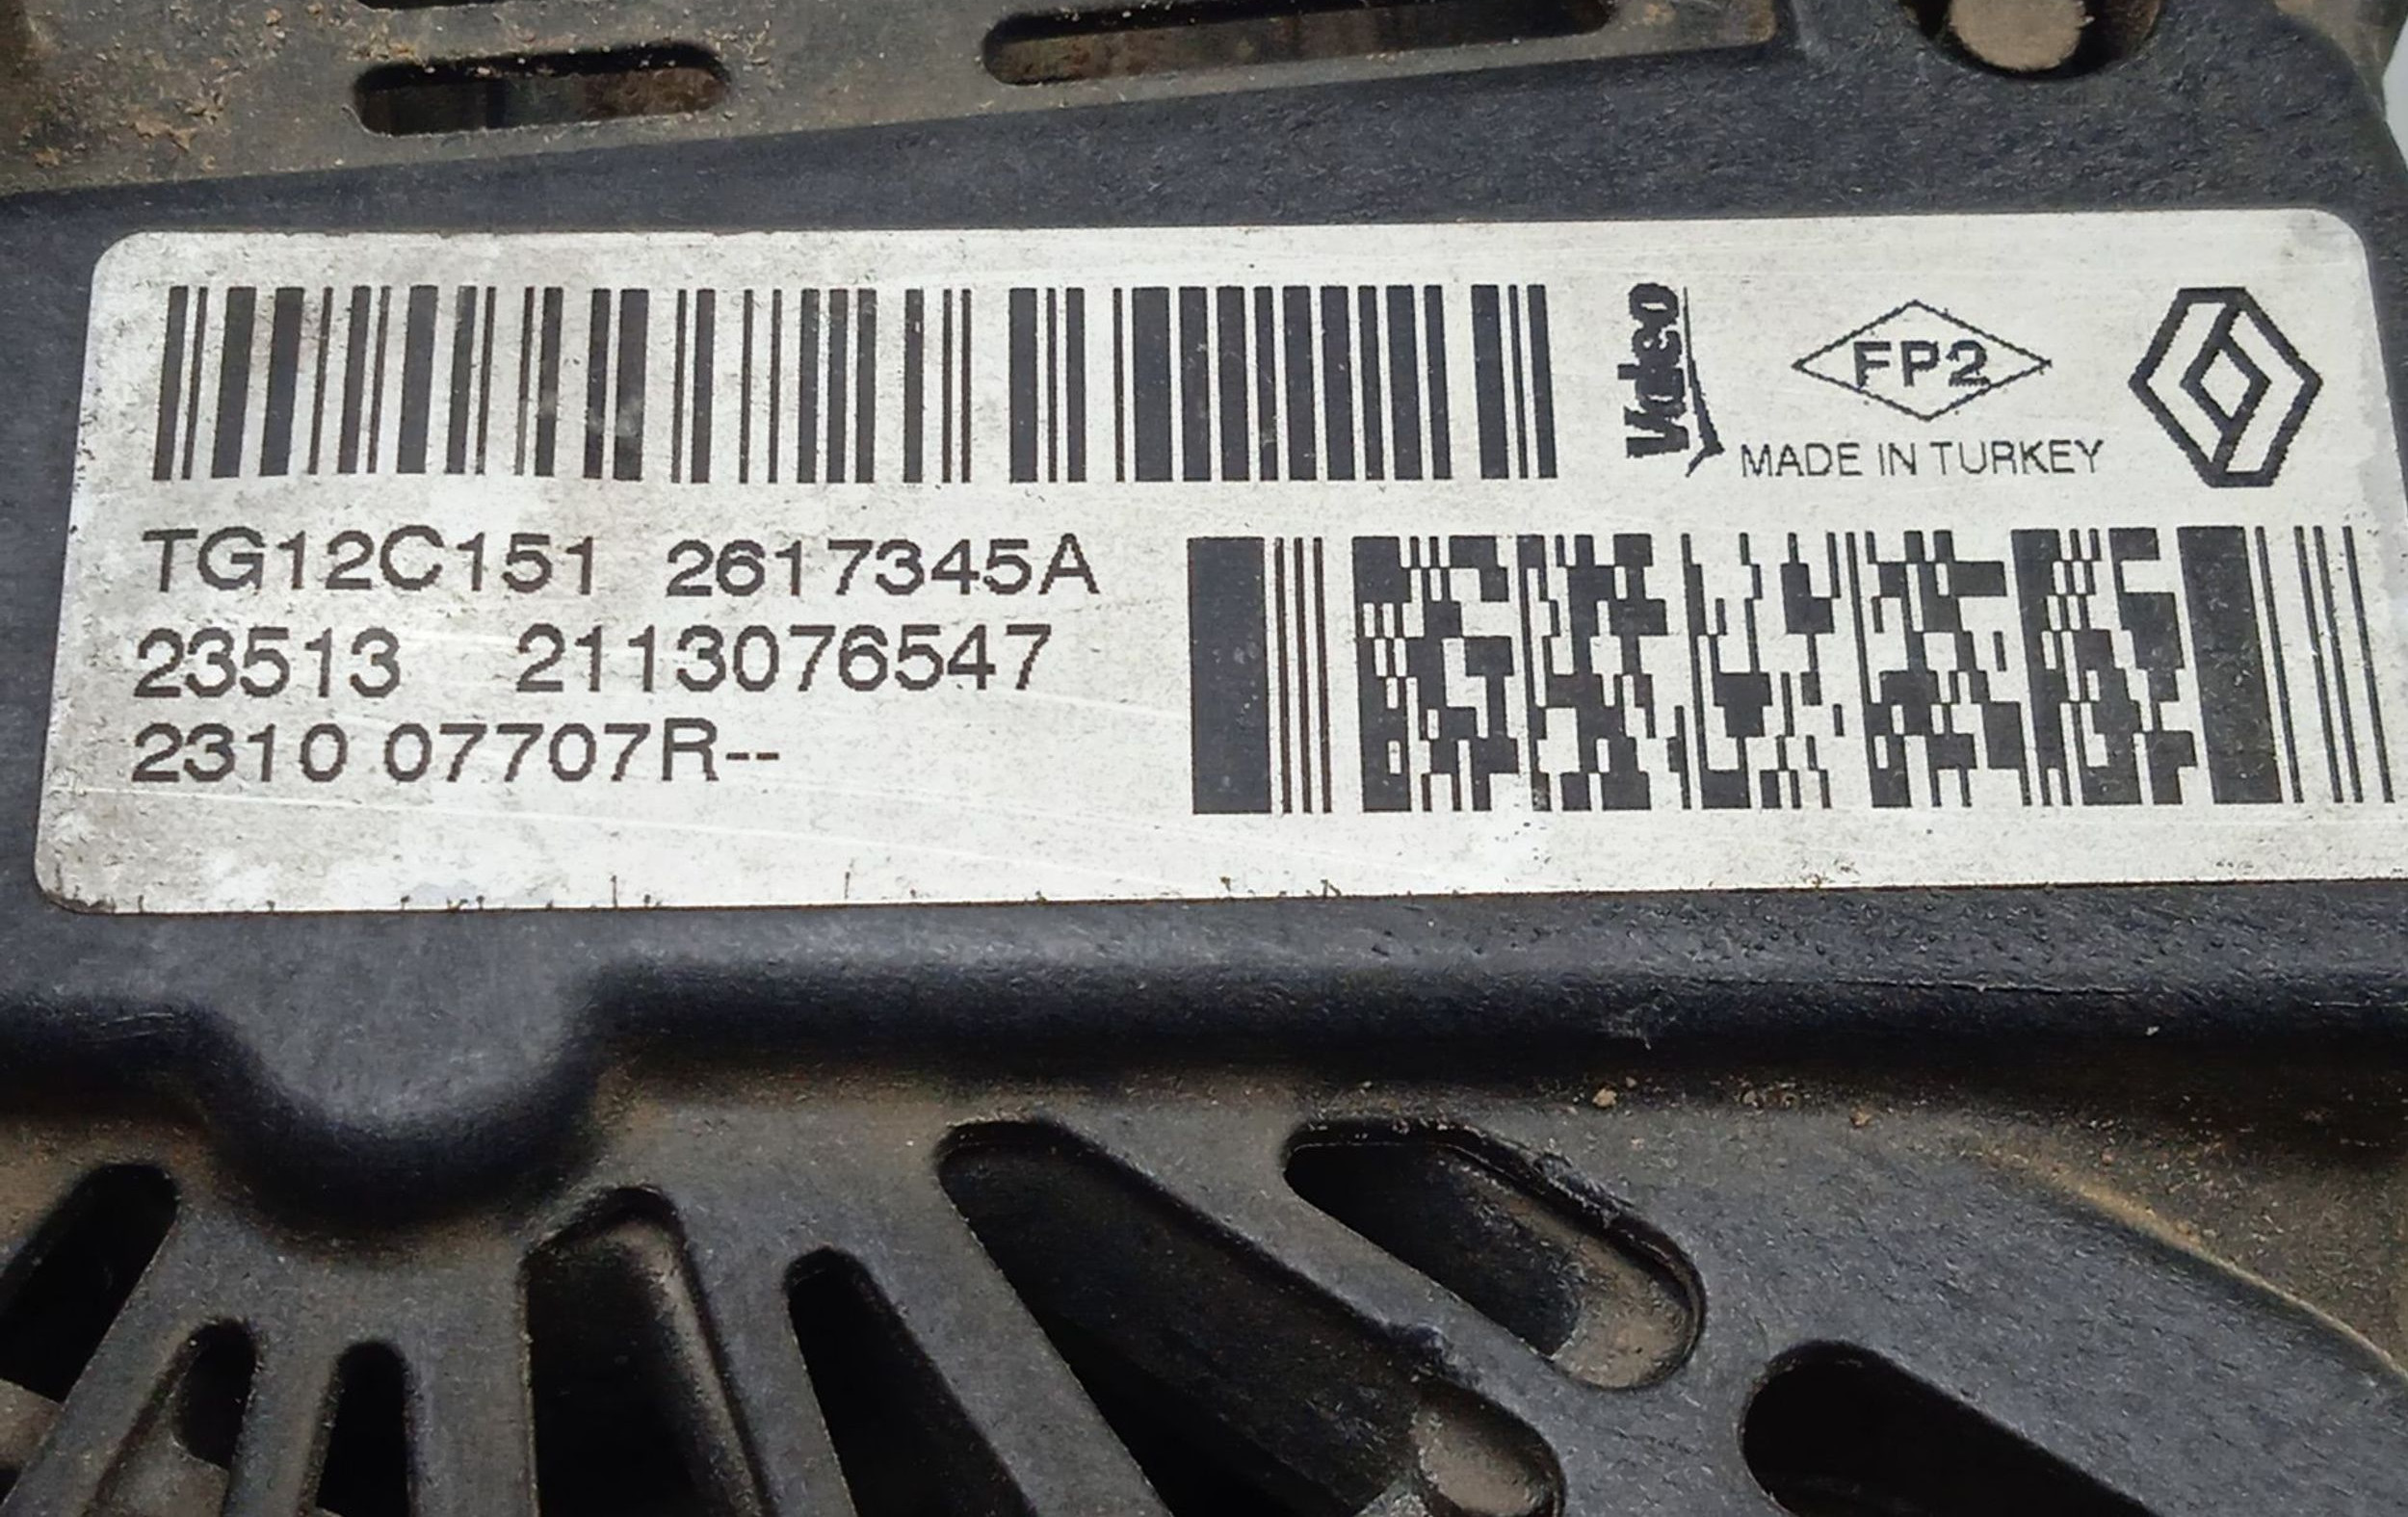 Valeo
FP2
MADE IN TURKEY
TG12C151 2617345A
23513 2113076547
2310 07707R--